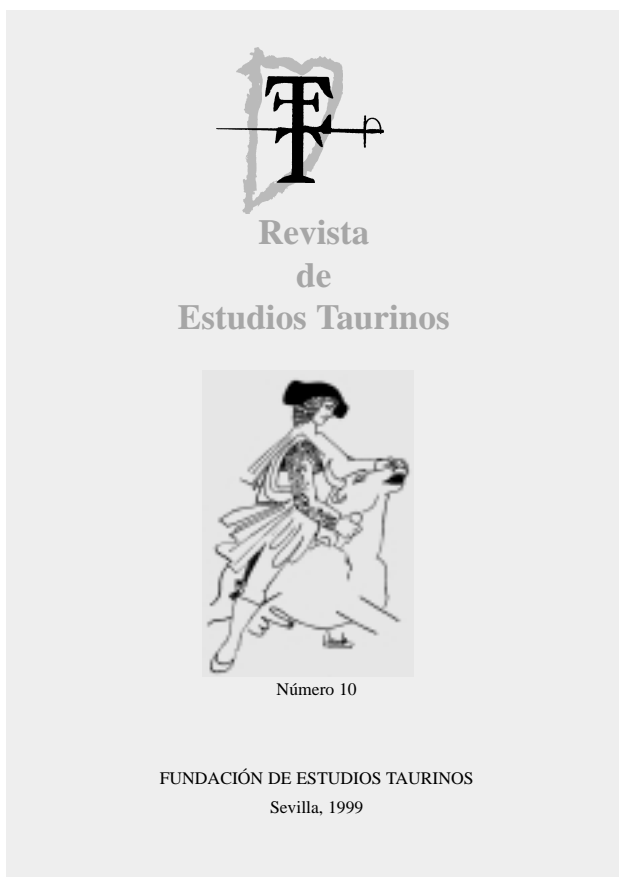 Revista
de
Estudios Taurinos
Número 10
FUNDACIÓN DE ESTUDIOS TAURINOS
Sevilla, 1999